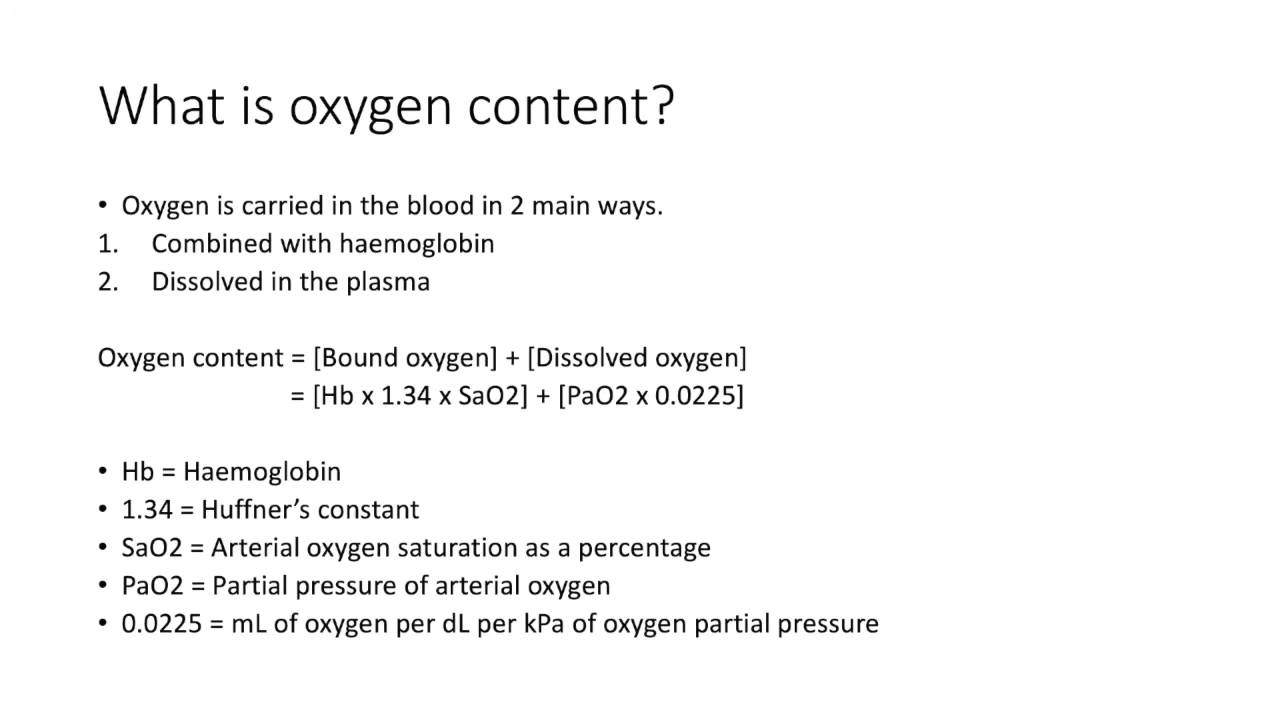 What is oxygen content?
• Oxygen is carried in the blood in 2 main ways.
1. Combined with haemoglobin
2. Dissolved in the plasma
Oxygen content = [Bound oxygen] + [Dissolved oxygen]
= [Hb x 1.34 x SaO2] + [PaO2 x 0.0225]
• Hb = Haemoglobin
• 1.34 = Huffner’s constant
• SaO2 = Arterial oxygen saturation as a percentage
• PaO2 = Partial pressure of arterial oxygen
• 0.0225 = mL of oxygen per dL per kPa of oxygen partial pressure